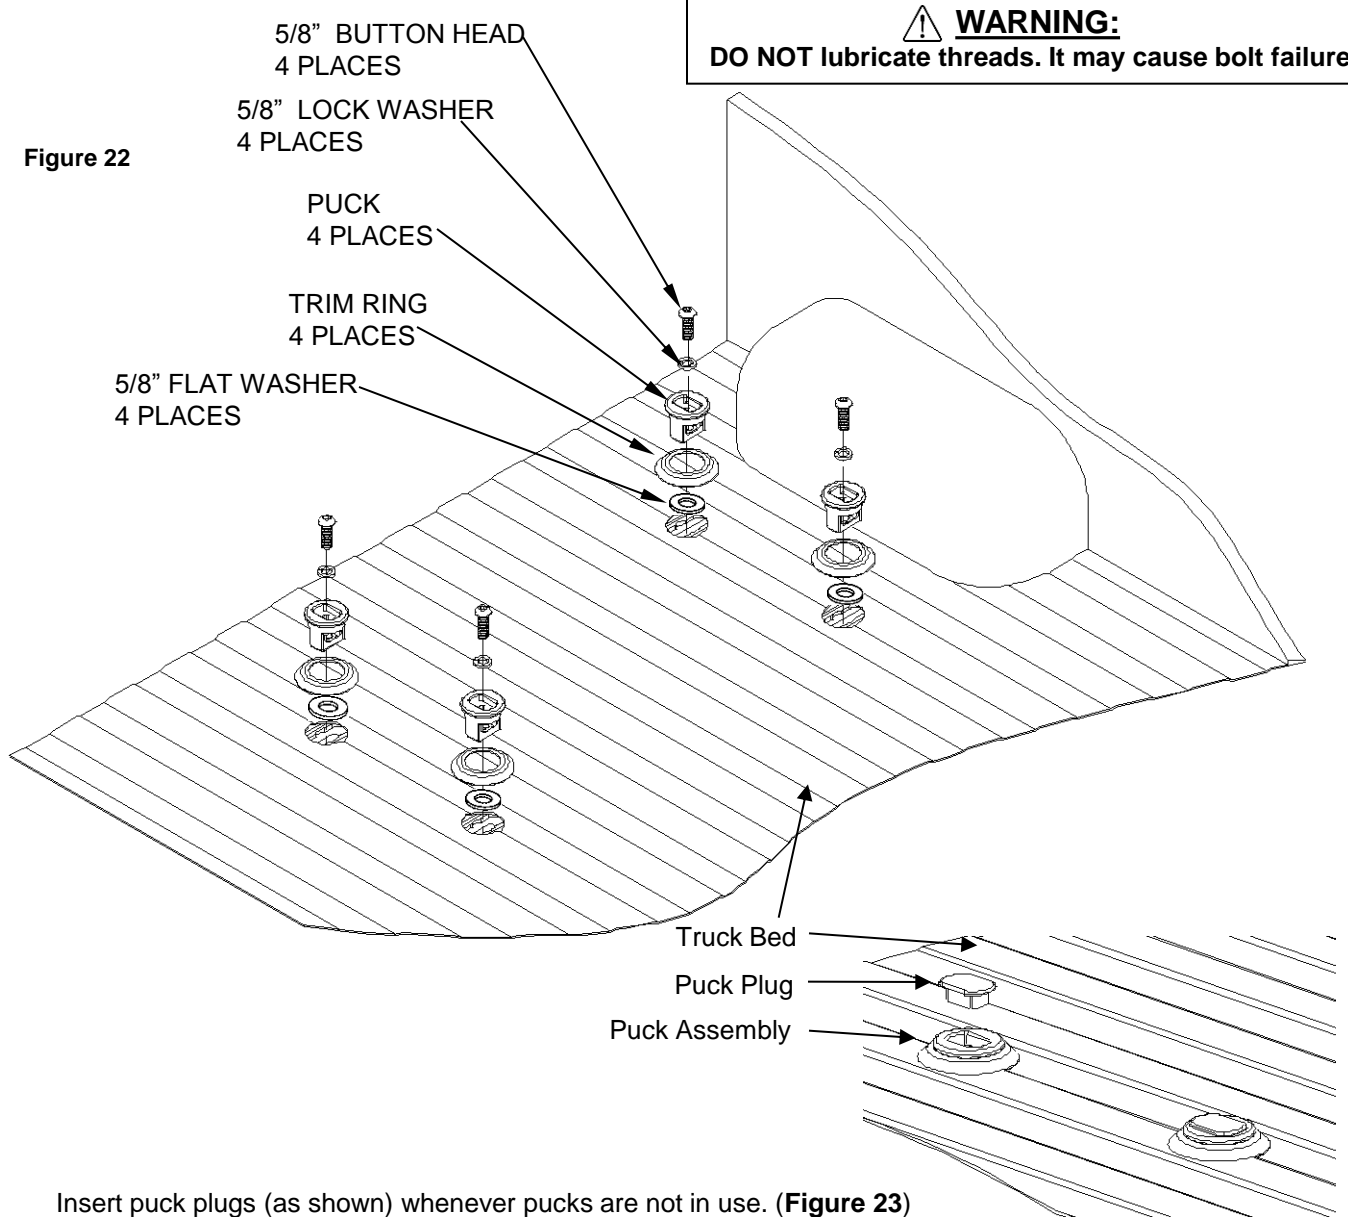 WARNING:
DO NOT lubricate threads. It may cause bolt failure
5/8” BUTTON HEAD
4 PLACES
5/8” LOCK WASHER
4 PLACES
Figure 22
PUCK
4 PLACES
TRIM RING
4 PLACES
5/8” FLAT WASHER
4 PLACES
Truck Bed
Puck Plug
Puck Assembly
Insert puck plugs (as shown) whenever pucks are not in use. (Figure 23)